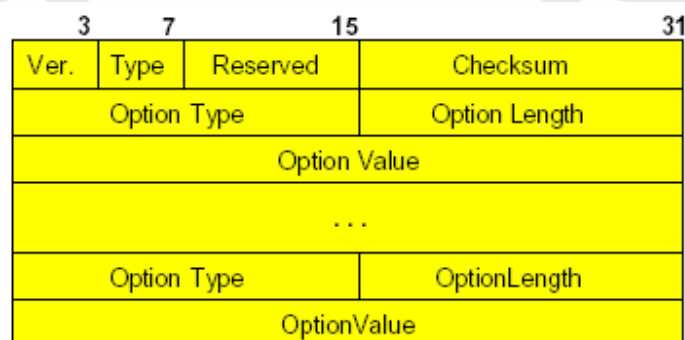 3 7 15 31
Ver. Type Reserved Checksum
Option Type Option Length
Option Value
. . .
Option Type OptionLength
OptionValue